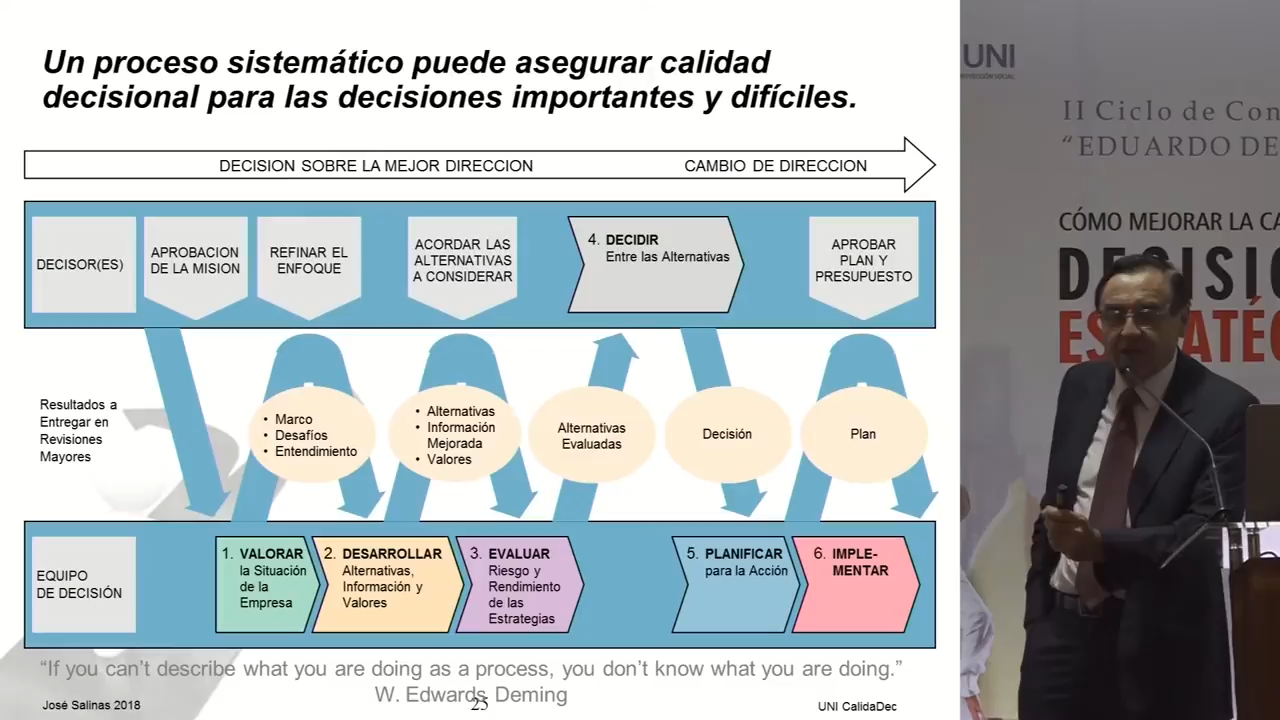 Un proceso sistemático puede asegurar calidad
decisional para las decisiones importantes y difíciles.
DECISION SOBRE LA MEJOR DIRECCION
CAMBIO DE DIRECCION
DECISOR(ES)
APROBACION
DE LA MISION
REFINAR EL
ENFOQUE
ACORDAR LAS
ALTERNATIVAS
A CONSIDERAR
4. DECIDIR
Entre las Alternativas
APROBAR
PLAN Y
PRESUPUESTO
Resultados a
Entregar en
Revisiones
Mayores
• Marco
• Desafíos
• Entendimiento
• Alternativas
• Información
Mejorada
• Valores
Alternativas
Evaluadas
Decisión
Plan
EQUIPO
DE DECISIÓN
1. VALORAR
la Situación
de la
Empresa
2. DESARROLLAR
Alternativas,
Información y
Valores
3. EVALUAR
Riesgo y
Rendimiento
de las
Estrategias
5. PLANIFICAR
para la Acción
6. IMPLE-
MENTAR
“If you can’t describe what you are doing as a process, you don’t know what you are doing.”
W. Edwards Deming
José Salinas 2018
25
UNI CalidaDec
UNI
II Ciclo de Con
“EDUARDO DE
CÓMO MEJORAR LA CA